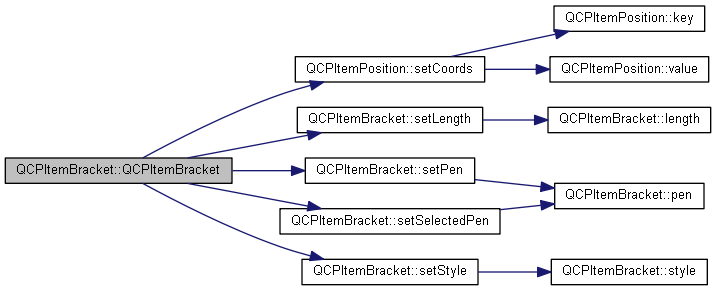 QCPItemPosition::key
QCPItemPosition::setCoords
QCPItemPosition::value
QCPItemBracket::setLength
QCPItemBracket::length
QCPItemBracket::QCPItemBracket
QCPItemBracket::setPen
QCPItemBracket::pen
QCPItemBracket::setSelectedPen
QCPItemBracket::setStyle
QCPItemBracket::style